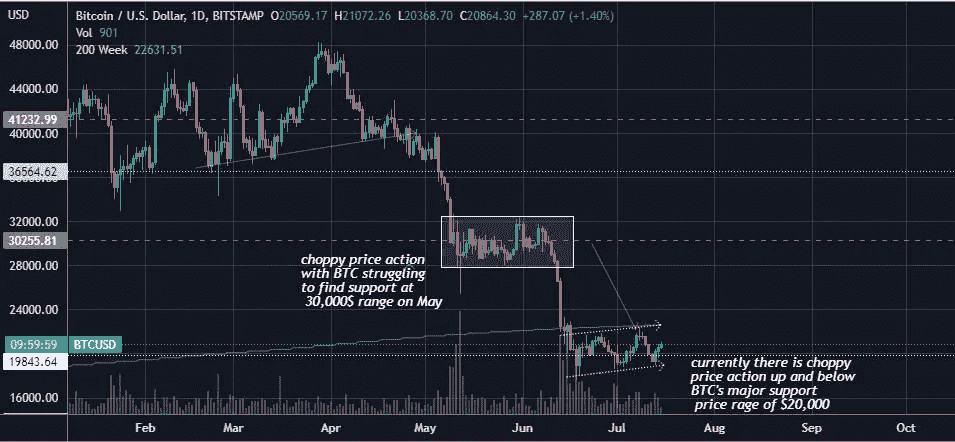 USD
Bitcoin / U.S. Dollar, 1D, BITSTAMP O20569.17 H21072.26 L20368.70 C20864.30 +287.07 (+1.40%)
Vol 901
200 Week 22631.51
48000.00
44000.00
41232.99
40000.00
36564.62
32000.00
30255.81
28000.00
24000.00
09:59:59 BTCUSD
19843.64
16000.00
choppy price action
with BTC struggling
to find support at
30,000$ range on May
currently there is choppy
price action up and below
BTC's major support
price rage of $20,000
Feb Mar Apr May Jun Jul Aug Sep Oct